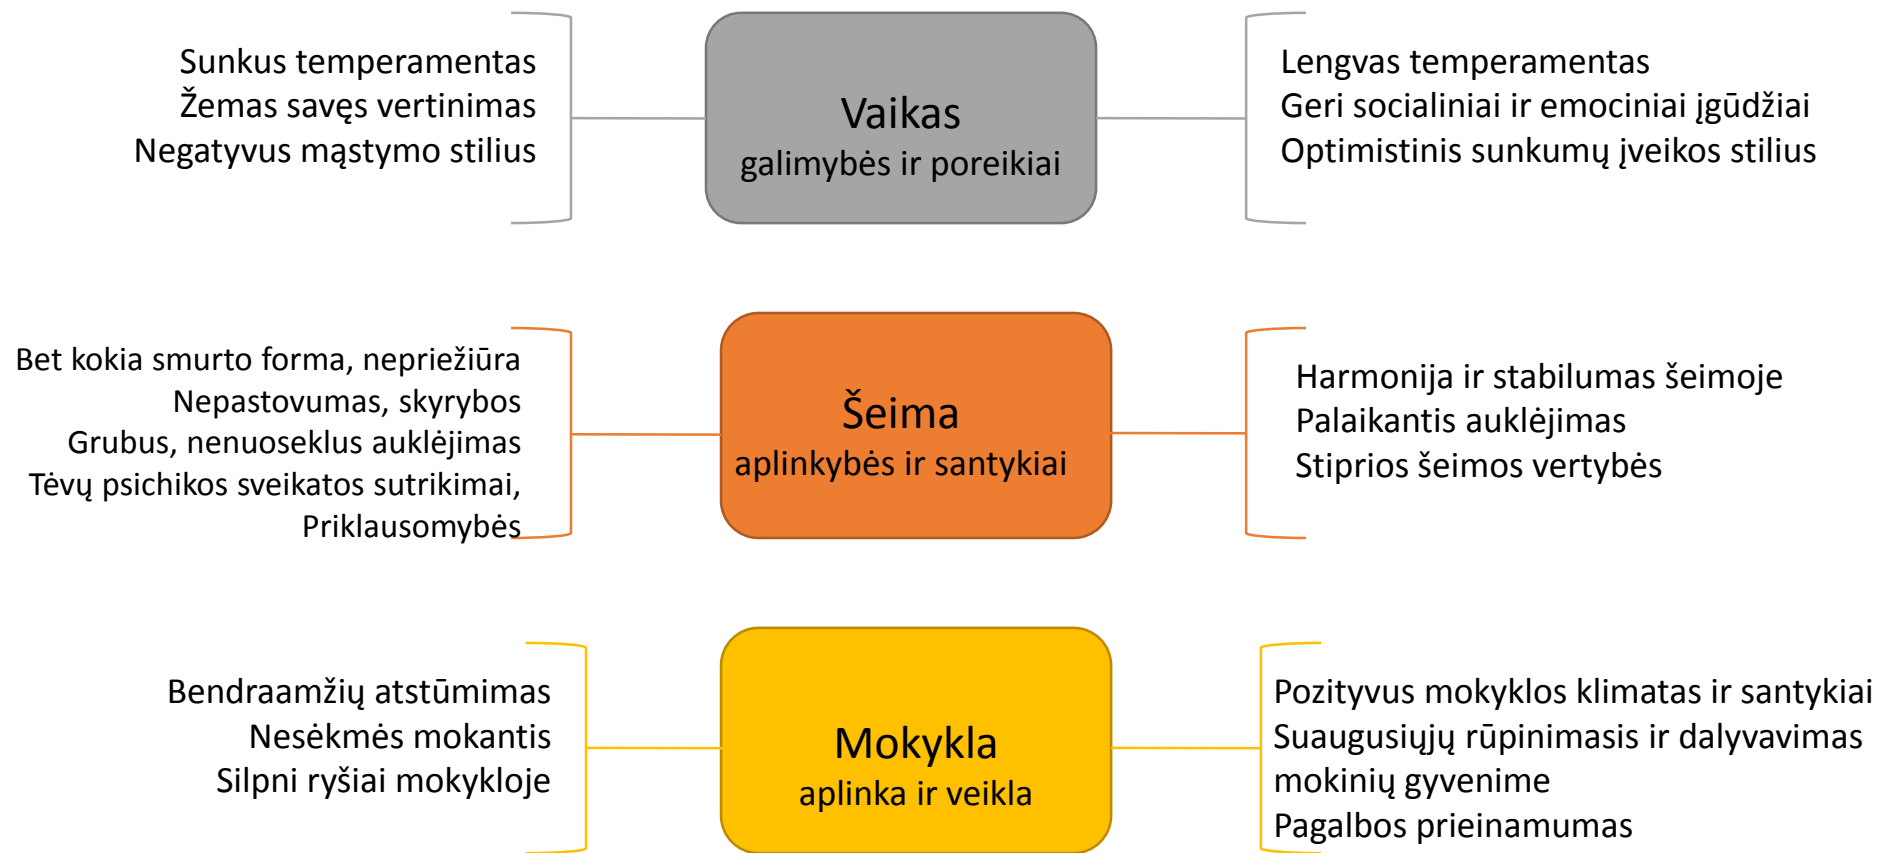 Sunkus temperamentas
Žemas savęs vertinimas
Negatyvus mąstymo stilius
Vaikas
galimybės ir poreikiai
Lengvas temperamentas
Geri socialiniai ir emociniai įgūdžiai
Optimistinis sunkumų įveikos stilius
Bet kokia smurto forma, nepriežiūra
Nepastovumas, skyrybos
Grubus, nenuoseklus auklėjimas
Tėvų psichikos sveikatos sutrikimai,
Priklausomybės
Šeima
aplinkybės ir santykiai
Harmonija ir stabilumas šeimoje
Palaikantis auklėjimas
Stiprios šeimos vertybės
Bendraamžių atstūmimas
Nesėkmės mokantis
Silpni ryšiai mokykloje
Mokykla
aplinka ir veikla
Pozityvus mokyklos klimatas ir santykiai
Suaugusiųjų rūpinimasis ir dalyvavimas
mokinių gyvenime
Pagalbos prieinamumas